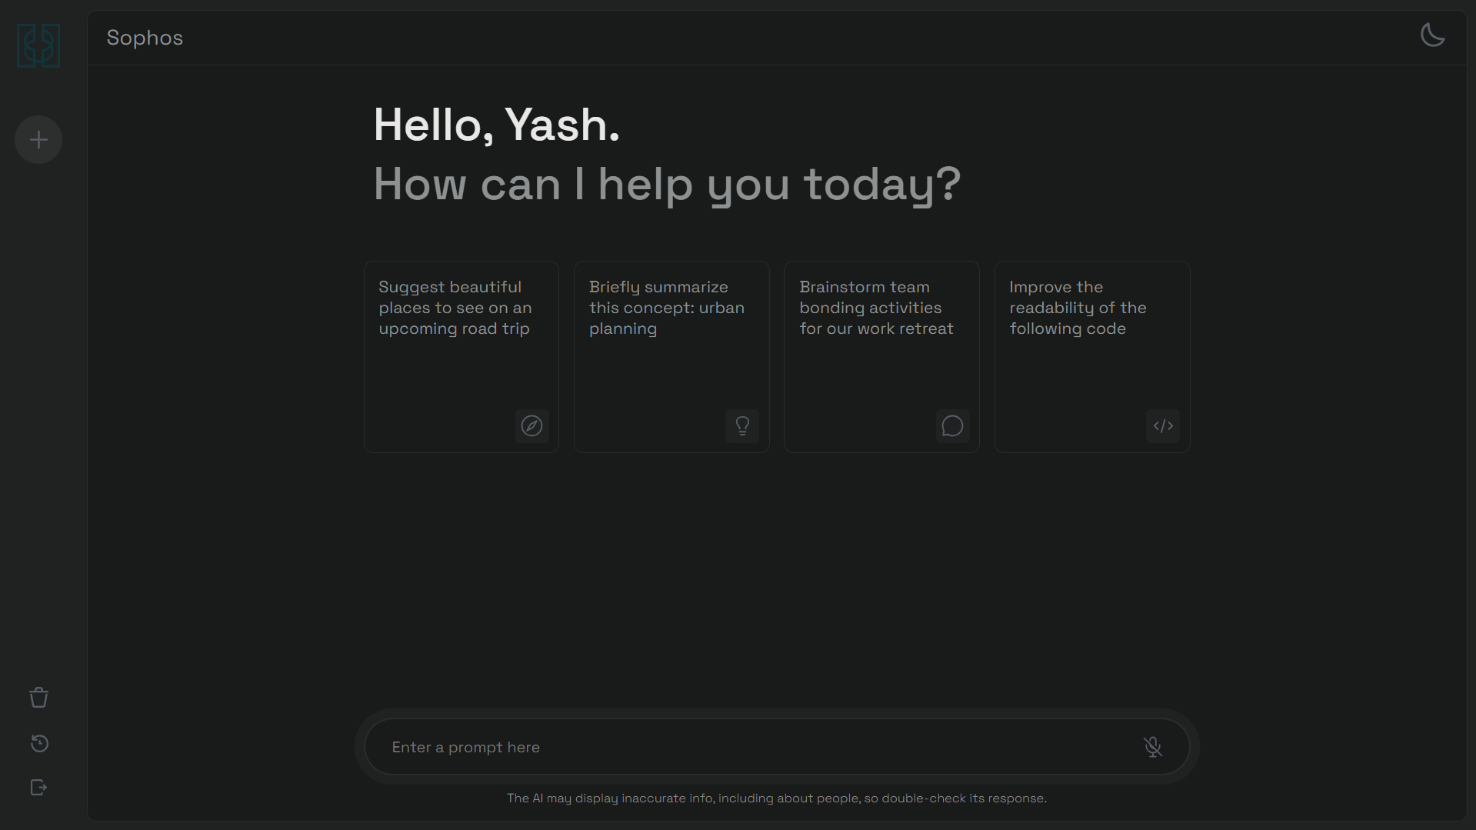 Sophos
Hello, Yash.
How can I help you today?
Suggest beautiful
places to see on an
upcoming road trip
Briefly summarize
this concept: urban
planning
Brainstorm team
bonding activities
for our work retreat
Improve the
readability of the
following code
Enter a prompt here
The AI may display inaccurate info, including about people, so double-check its response.